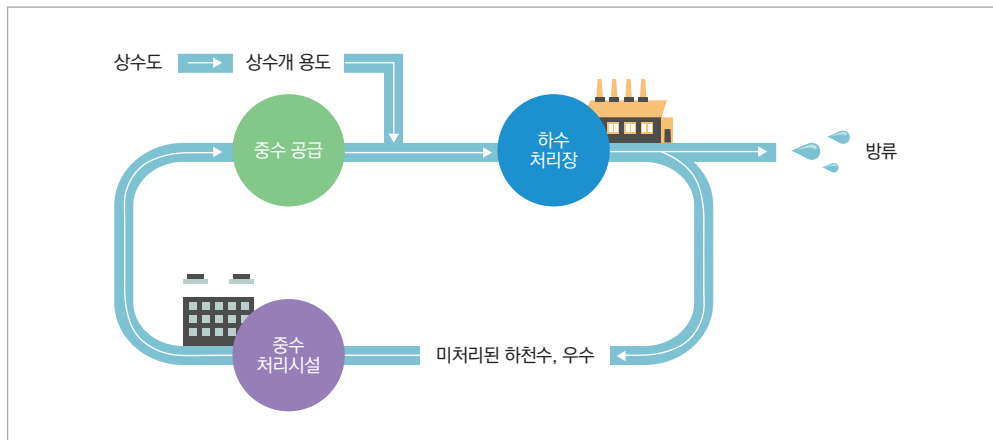 상수도
상수개 용도
중수 공급
하수
처리장
방류
중수
처리시설
미처리된 하천수, 우수